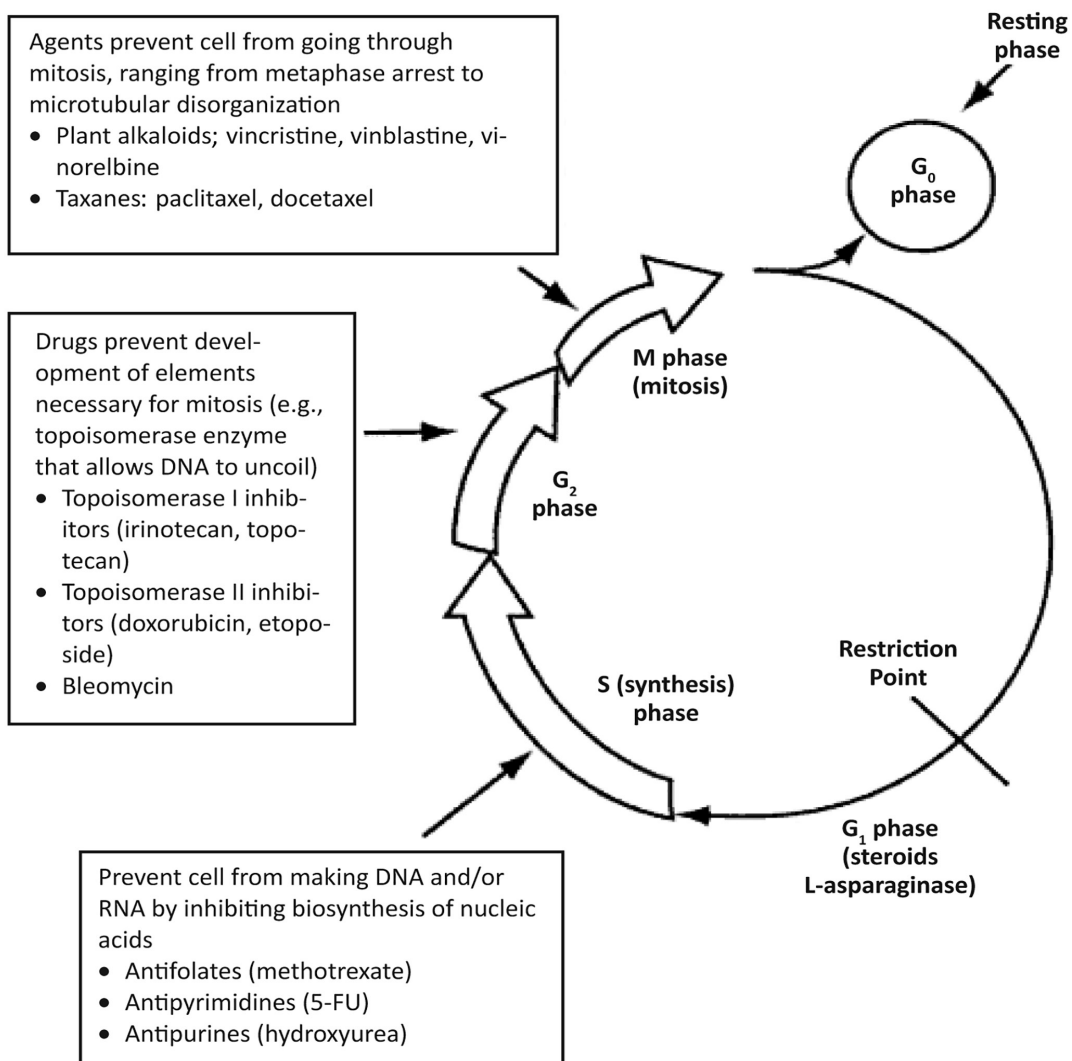 Agents prevent cell from going through
mitosis, ranging from metaphase arrest to
microtubular disorganization
• Plant alkaloids; vincristine, vinblastine, vi-
norelbine
• Taxanes: paclitaxel, docetaxel
Resting
phase
G₀
phase
M phase
(mitosis)
Drugs prevent devel-
opment of elements
necessary for mitosis (e.g.,
topoisomerase enzyme
that allows DNA to uncoil)
• Topoisomerase I inhib-
itors (irinotecan, topo-
tecan)
• Topoisomerase II inhibi-
tors (doxorubicin, etopo-
side)
• Bleomycin
G₂
phase
Restriction
Point
S (synthesis)
phase
G₁ phase
(steroids
L-asparaginase)
Prevent cell from making DNA and/or
RNA by inhibiting biosynthesis of nucleic
acids
• Antifolates (methotrexate)
• Antipyrimidines (5-FU)
• Antipurines (hydroxyurea)